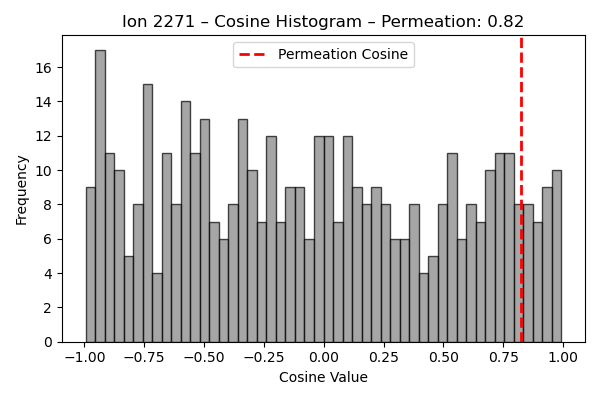 Ion 2271 – Cosine Histogram – Permeation: 0.82
Permeation Cosine
16
14
12
10
8
6
4
2
0
Frequency
−1.00 −0.75 −0.50 −0.25 0.00 0.25 0.50 0.75 1.00
Cosine Value